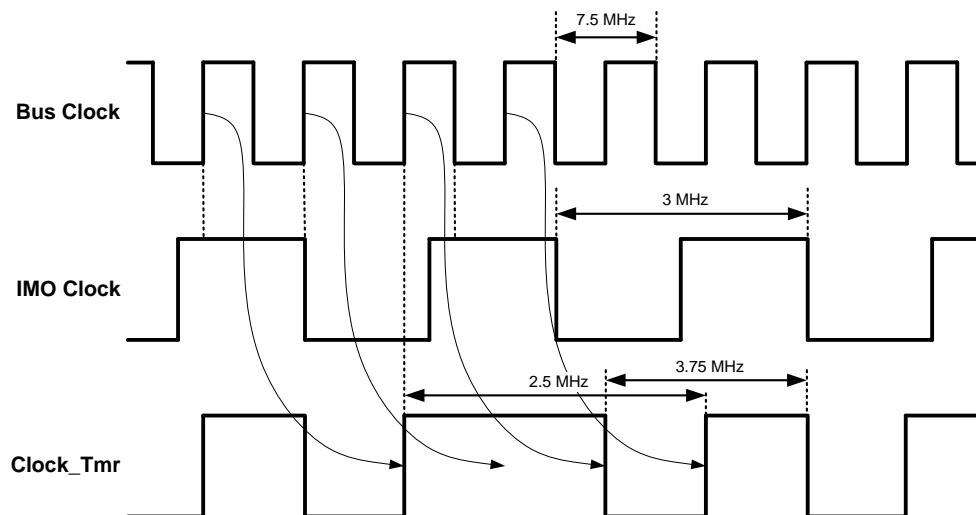 7.5 MHz
Bus Clock
3 MHz
IMO Clock
3.75 MHz
2.5 MHz
Clock_Tmr